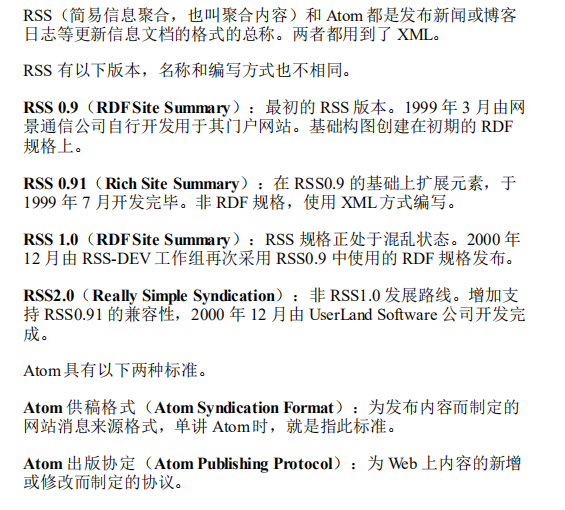 RSS（简易信息聚合，也叫聚合内容）和 Atom 都是发布新闻或博客
日志等更新信息文档的格式的总称。两者都用到了 XML。
RSS 有以下版本，名称和编写方式也不相同。
RSS 0.9（RDF Site Summary）：最初的 RSS 版本。1999 年 3 月由网
景通信公司自行开发用于其门户网站。基础构图创建在初期的 RDF
规格上。
RSS 0.91（Rich Site Summary）：在 RSS0.9 的基础上扩展元素，于
1999 年 7 月开发完毕。非 RDF 规格，使用 XML 方式编写。
RSS 1.0（RDF Site Summary）：RSS 规格正处于混乱状态。2000 年
12 月由 RSS-DEV 工作组再次采用 RSS0.9 中使用的 RDF 规格发布。
RSS2.0（Really Simple Syndication）：非 RSS1.0 发展路线。增加支
持 RSS0.91 的兼容性，2000 年 12 月由 UserLand Software 公司开发完
成。
Atom 具有以下两种标准。
Atom 供稿格式（Atom Syndication Format）：为发布内容而制定的
网站消息来源格式，单讲 Atom 时，就是指此标准。
Atom 出版协定（Atom Publishing Protocol）：为 Web 上内容的新增
或修改而制定的协议。